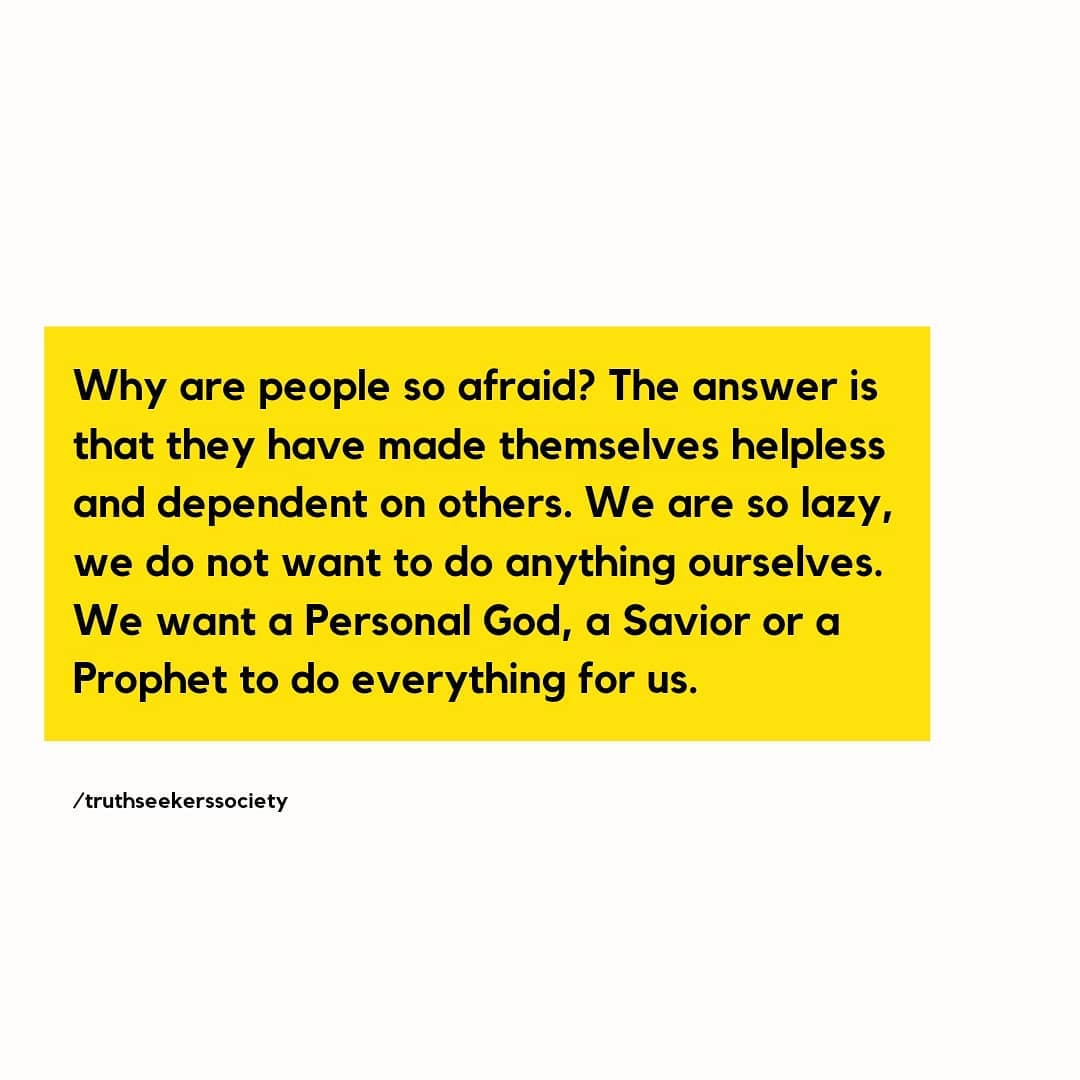 Why are people so afraid? The answer is
that they have made themselves helpless
and dependent on others. We are so lazy,
we do not want to do anything ourselves.
We want a Personal God, a Savior or a
Prophet to do everything for us.
/truthseekerssociety